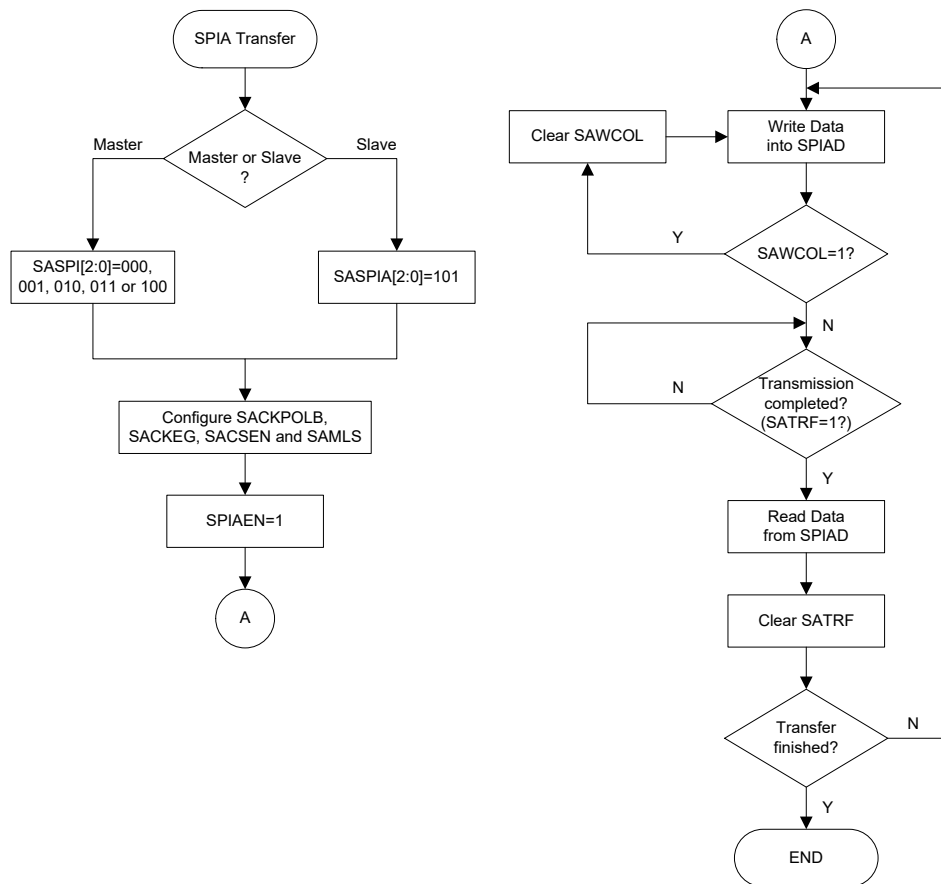 SPIA Transfer
Master
Master or Slave
?
Slave
SASPI[2:0]=000,
001, 010, 011 or 100
SASPIA[2:0]=101
Configure SACKPOLB,
SACKEG, SACSEN and SAMLS
SPIAEN=1
A
A
Clear SAWCOL
Write Data
into SPIAD
Y
SAWCOL=1?
N
N
Transmission
completed?
(SATRF=1?)
Y
Read Data
from SPIAD
Clear SATRF
Transfer
finished?
N
Y
END